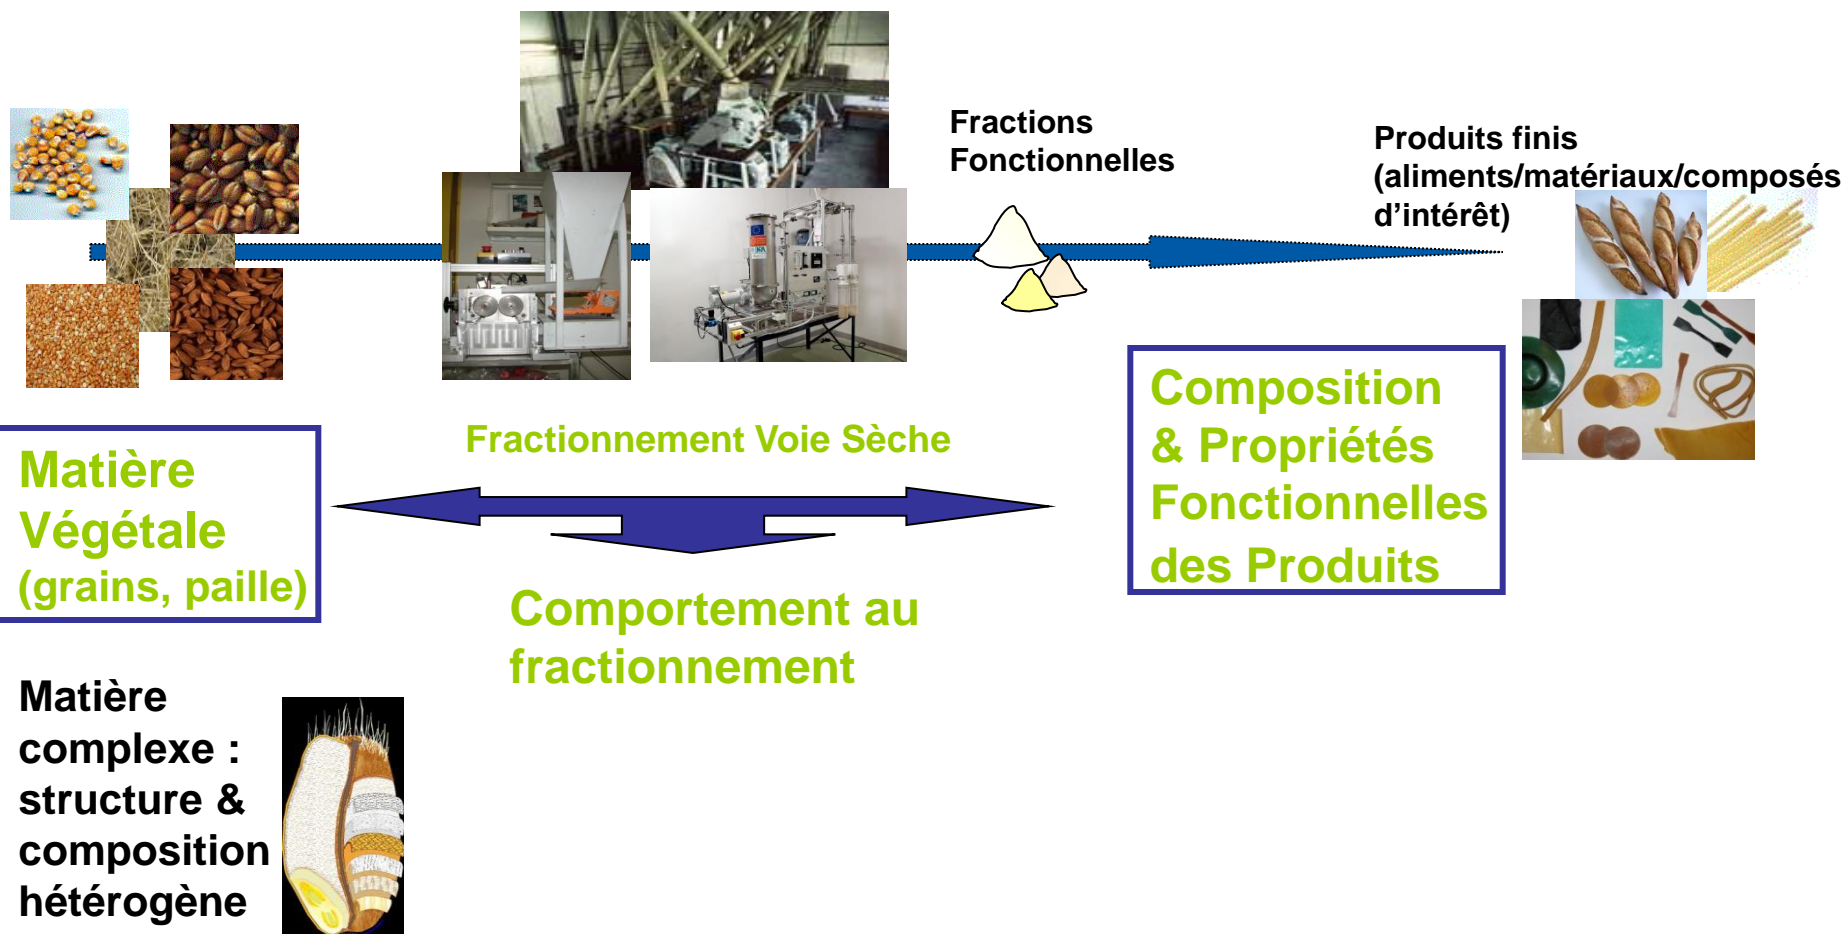 Fractions
Fonctionnelles
Produits finis
(aliments/matériaux/composés
d'intérêt)
Fractionnement Voie Sèche
Matière
Végétale
(grains, paille)
Composition
& Propriétés
Fonctionnelles
des Produits
Comportement au
fractionnement
Matière
complexe :
structure &
composition
hétérogène